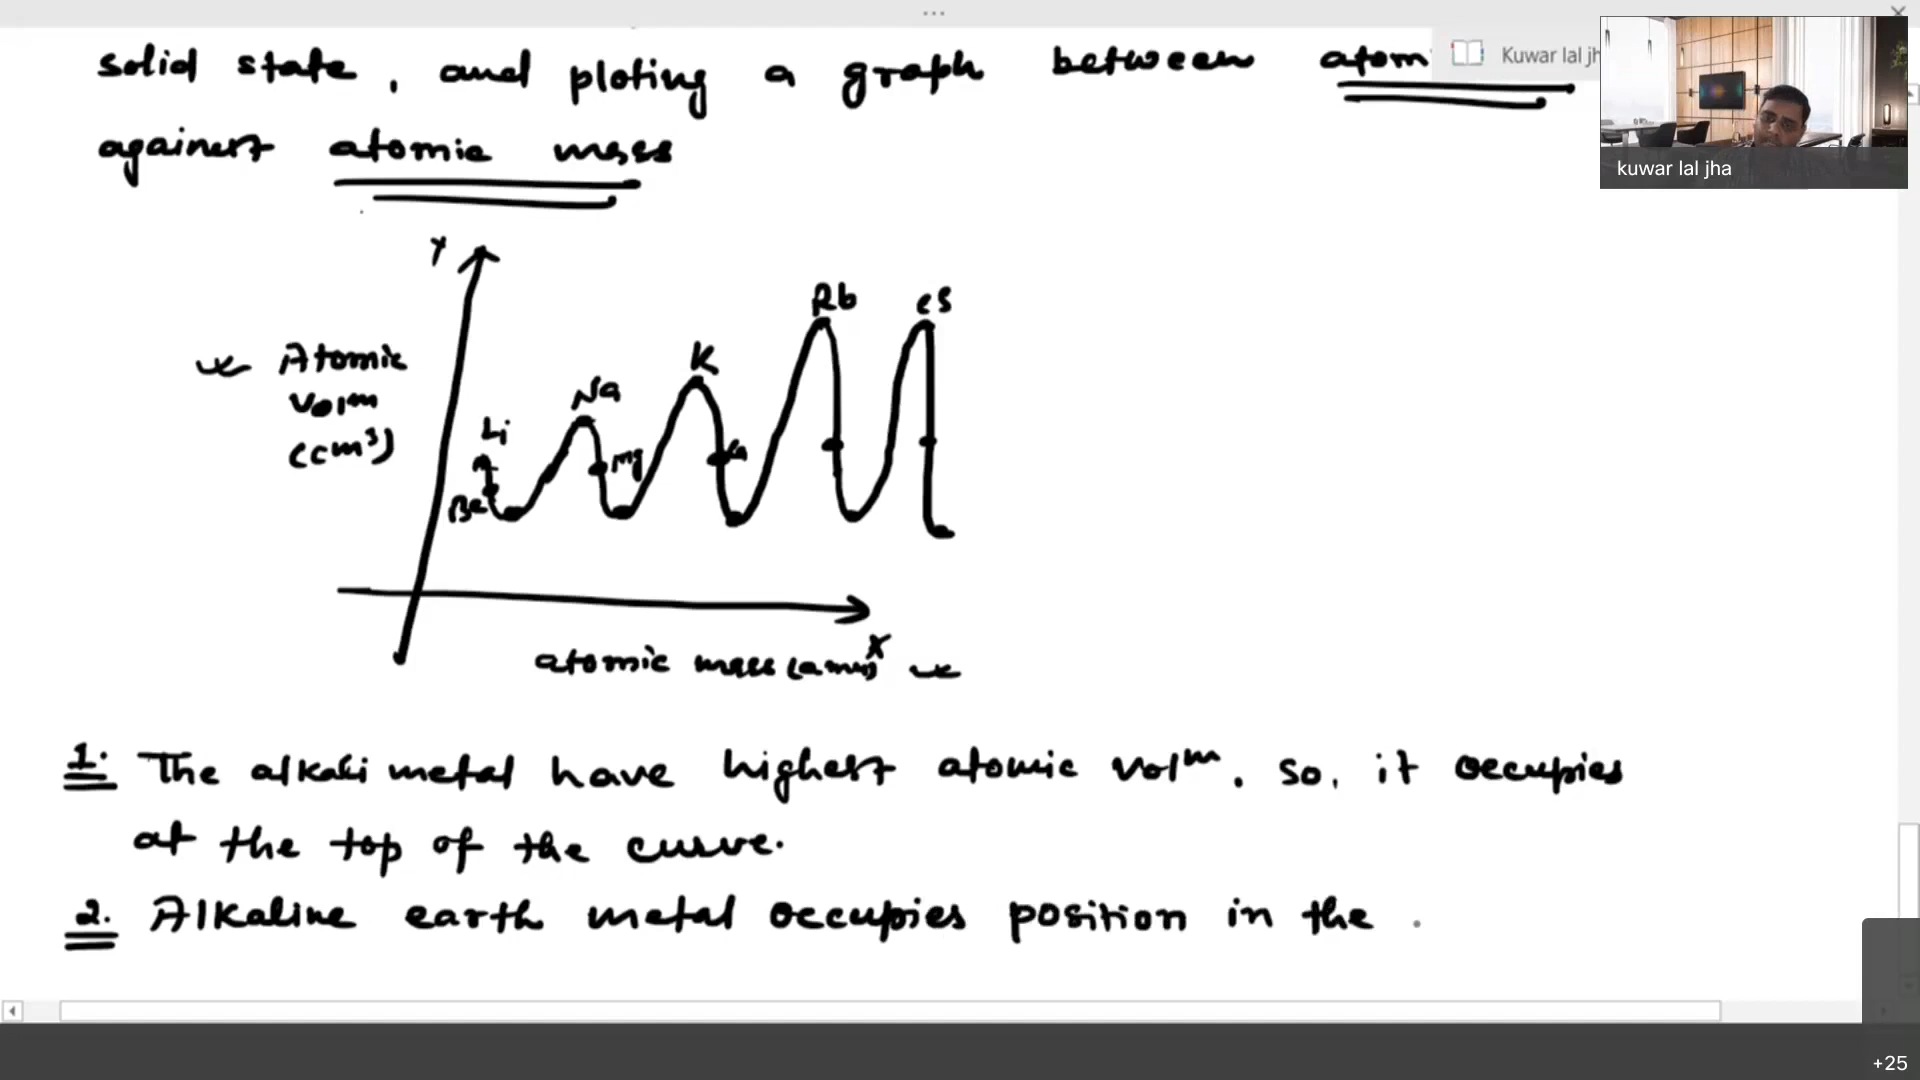 solid state, and ploting a graph between atom
Kuwar lal jh
kuwar lal jha
against atomic mass
Y
Rb
cs
K
Atomic
Na
volm
Li
(cm3)
Mg
Ca
Be
X
atomic mass (amu)
1. The alkali metal have highest atomic volm. so, it occupies
at the top of the curve.
2. Alkaline earth metal occupies position in the
+25